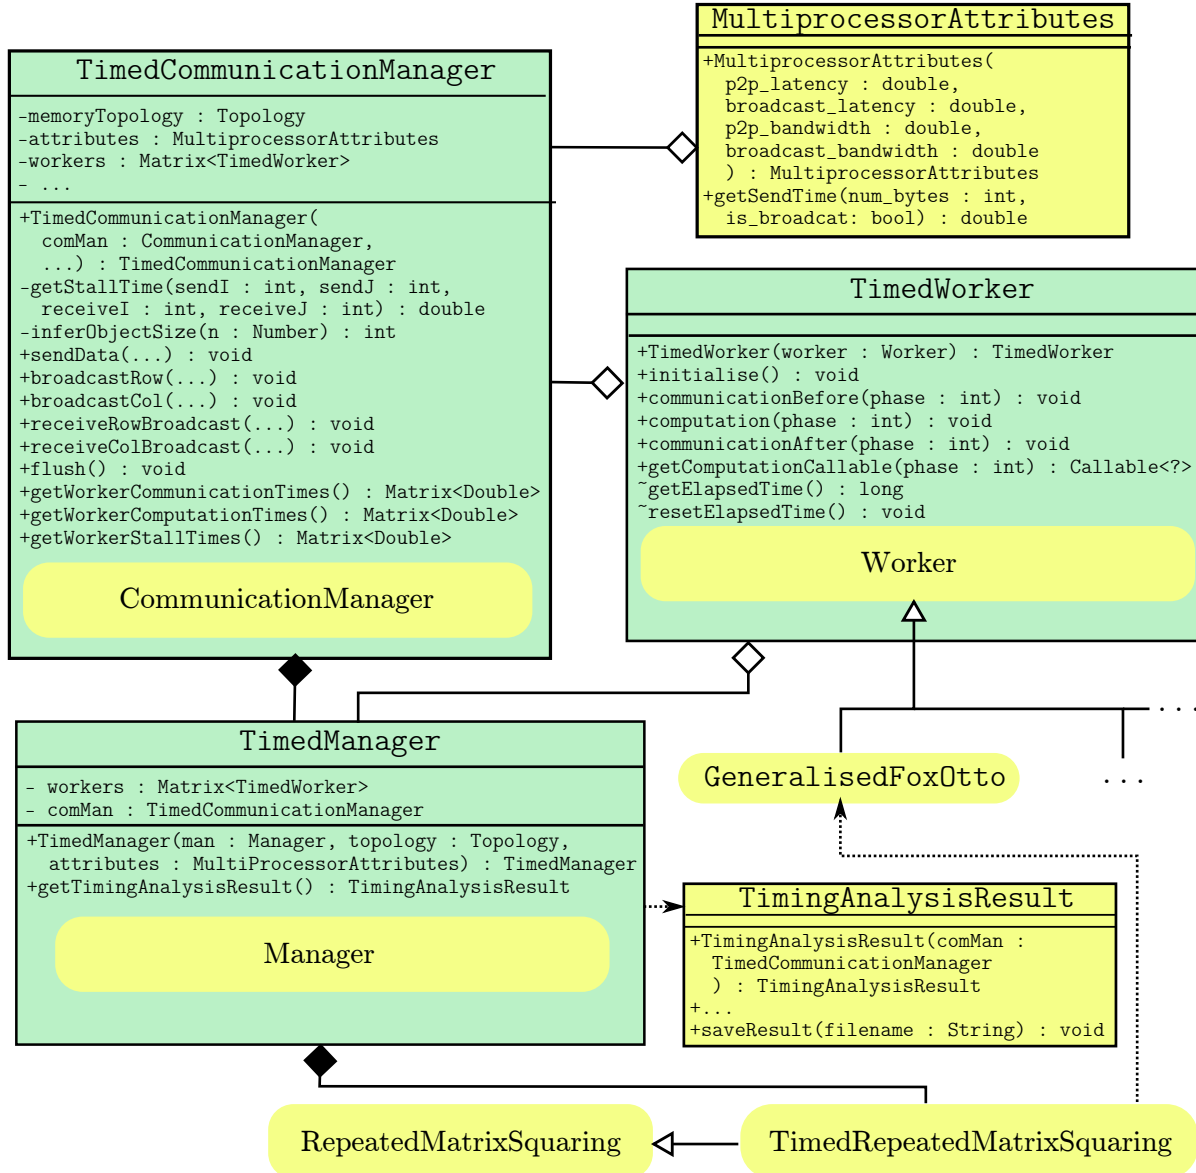 TimedCommunicationManager
-memoryTopology : Topology
-attributes : MultiprocessorAttributes
-workers : Matrix<TimedWorker>
- ...
+TimedCommunicationManager(
comMan : CommunicationManager,
...) : TimedCommunicationManager
-getStallTime(sendI : int, sendJ : int,
receiveI : int, receiveJ : int) : double
-inferObjectSize(n : Number) : int
+sendData(...) : void
+broadcastRow(...) : void
+broadcastCol(...) : void
+receiveRowBroadcast(...) : void
+receiveColBroadcast(...) : void
+flush() : void
+getWorkerCommunicationTimes() : Matrix<Double>
+getWorkerComputationTimes() : Matrix<Double>
+getWorkerStallTimes() : Matrix<Double>
CommunicationManager
MultiprocessorAttributes
+MultiprocessorAttributes(
p2p_latency : double,
broadcast_latency : double,
p2p_bandwidth : double,
broadcast_bandwidth : double
) : MultiprocessorAttributes
+getSendTime(num_bytes : int,
is_broadcat: bool) : double
TimedWorker
+TimedWorker(worker : Worker) : TimedWorker
+initialise() : void
+communicationBefore(phase : int) : void
+computation(phase : int) : void
+communicationAfter(phase : int) : void
+getComputationCallable(phase : int) : Callable<?>
~getElapsedTime() : long
~resetElapsedTime() : void
Worker
...
GeneralisedFoxOtto
...
TimedManager
- workers : Matrix<TimedWorker>
- comMan : TimedCommunicationManager
+TimedManager(man : Manager, topology : Topology,
attributes : MultiProcessorAttributes) : TimedManager
+getTimingAnalysisResult() : TimingAnalysisResult
Manager
TimingAnalysisResult
+TimingAnalysisResult(comMan :
TimedCommunicationManager
) : TimingAnalysisResult
+...
+saveResult(filename : String) : void
RepeatedMatrixSquaring
TimedRepeatedMatrixSquaring